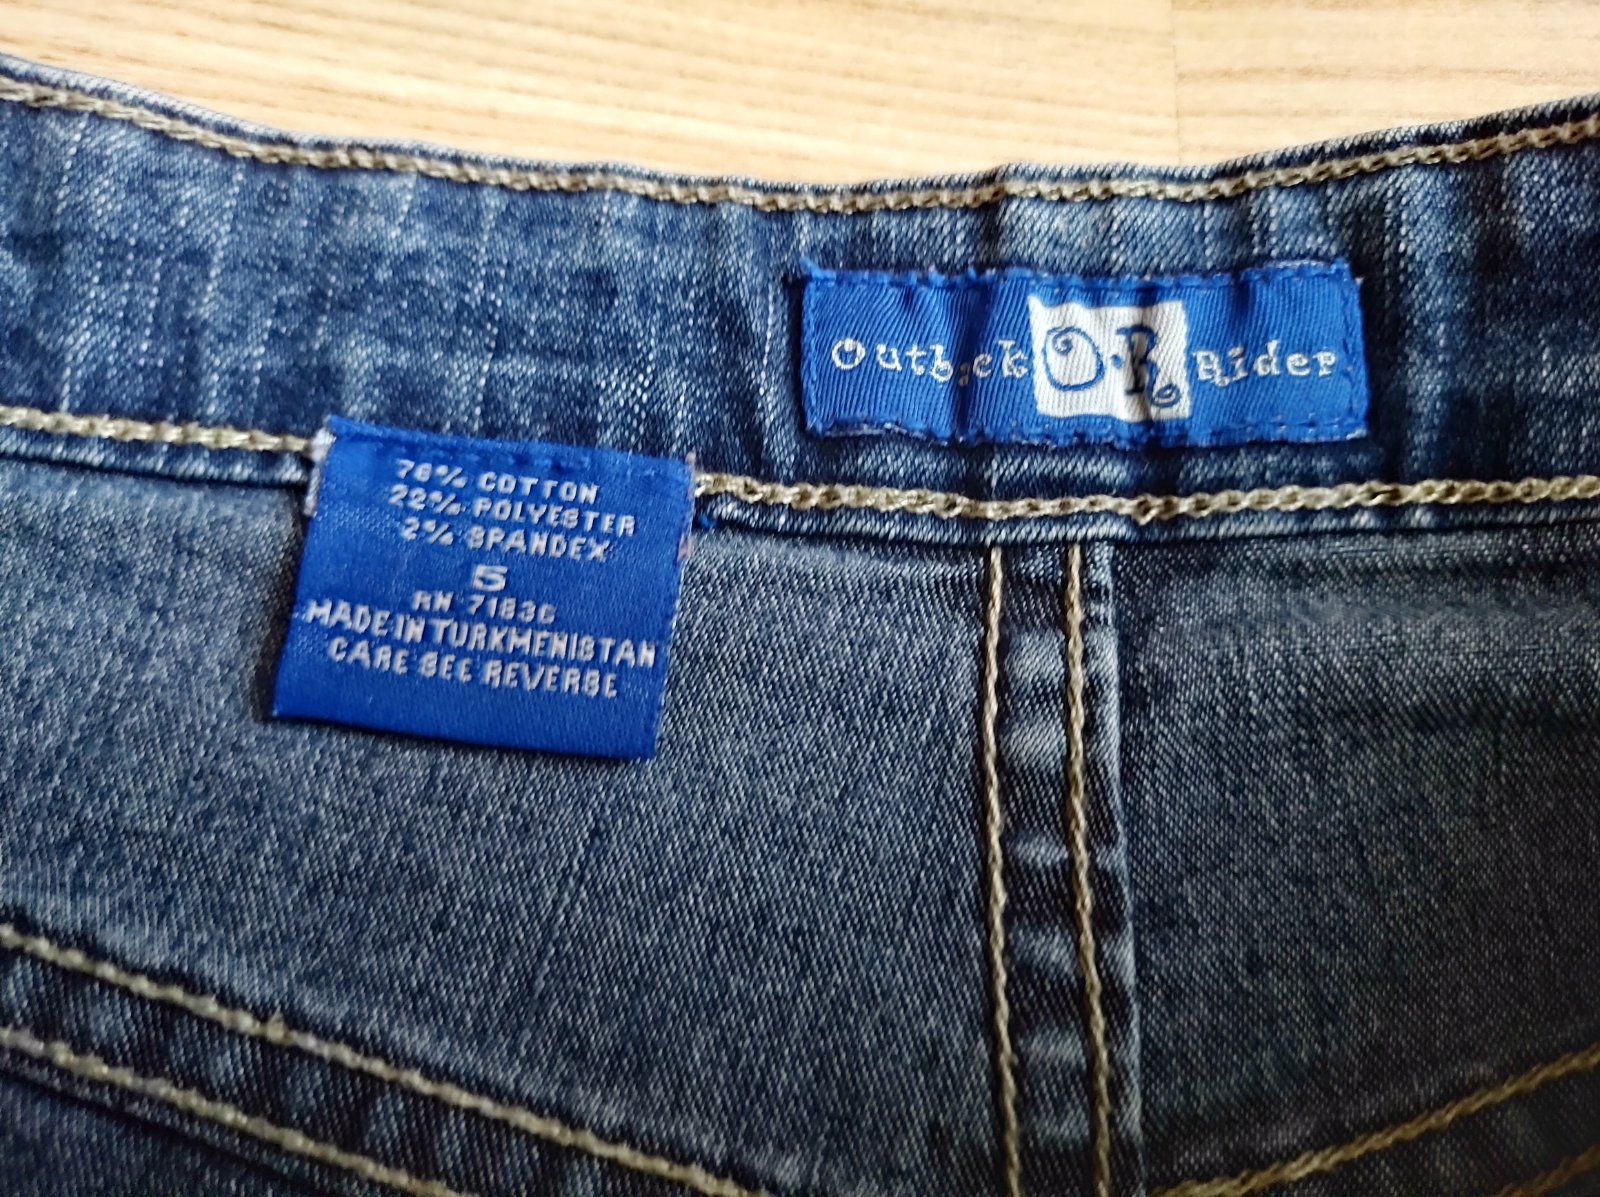 Outback O.R Rider
76% COTTON
22% POLYESTER
2% SPANDEX
5
RN 71830
MADE IN TURKMENISTAN
CARE SEE REVERSE